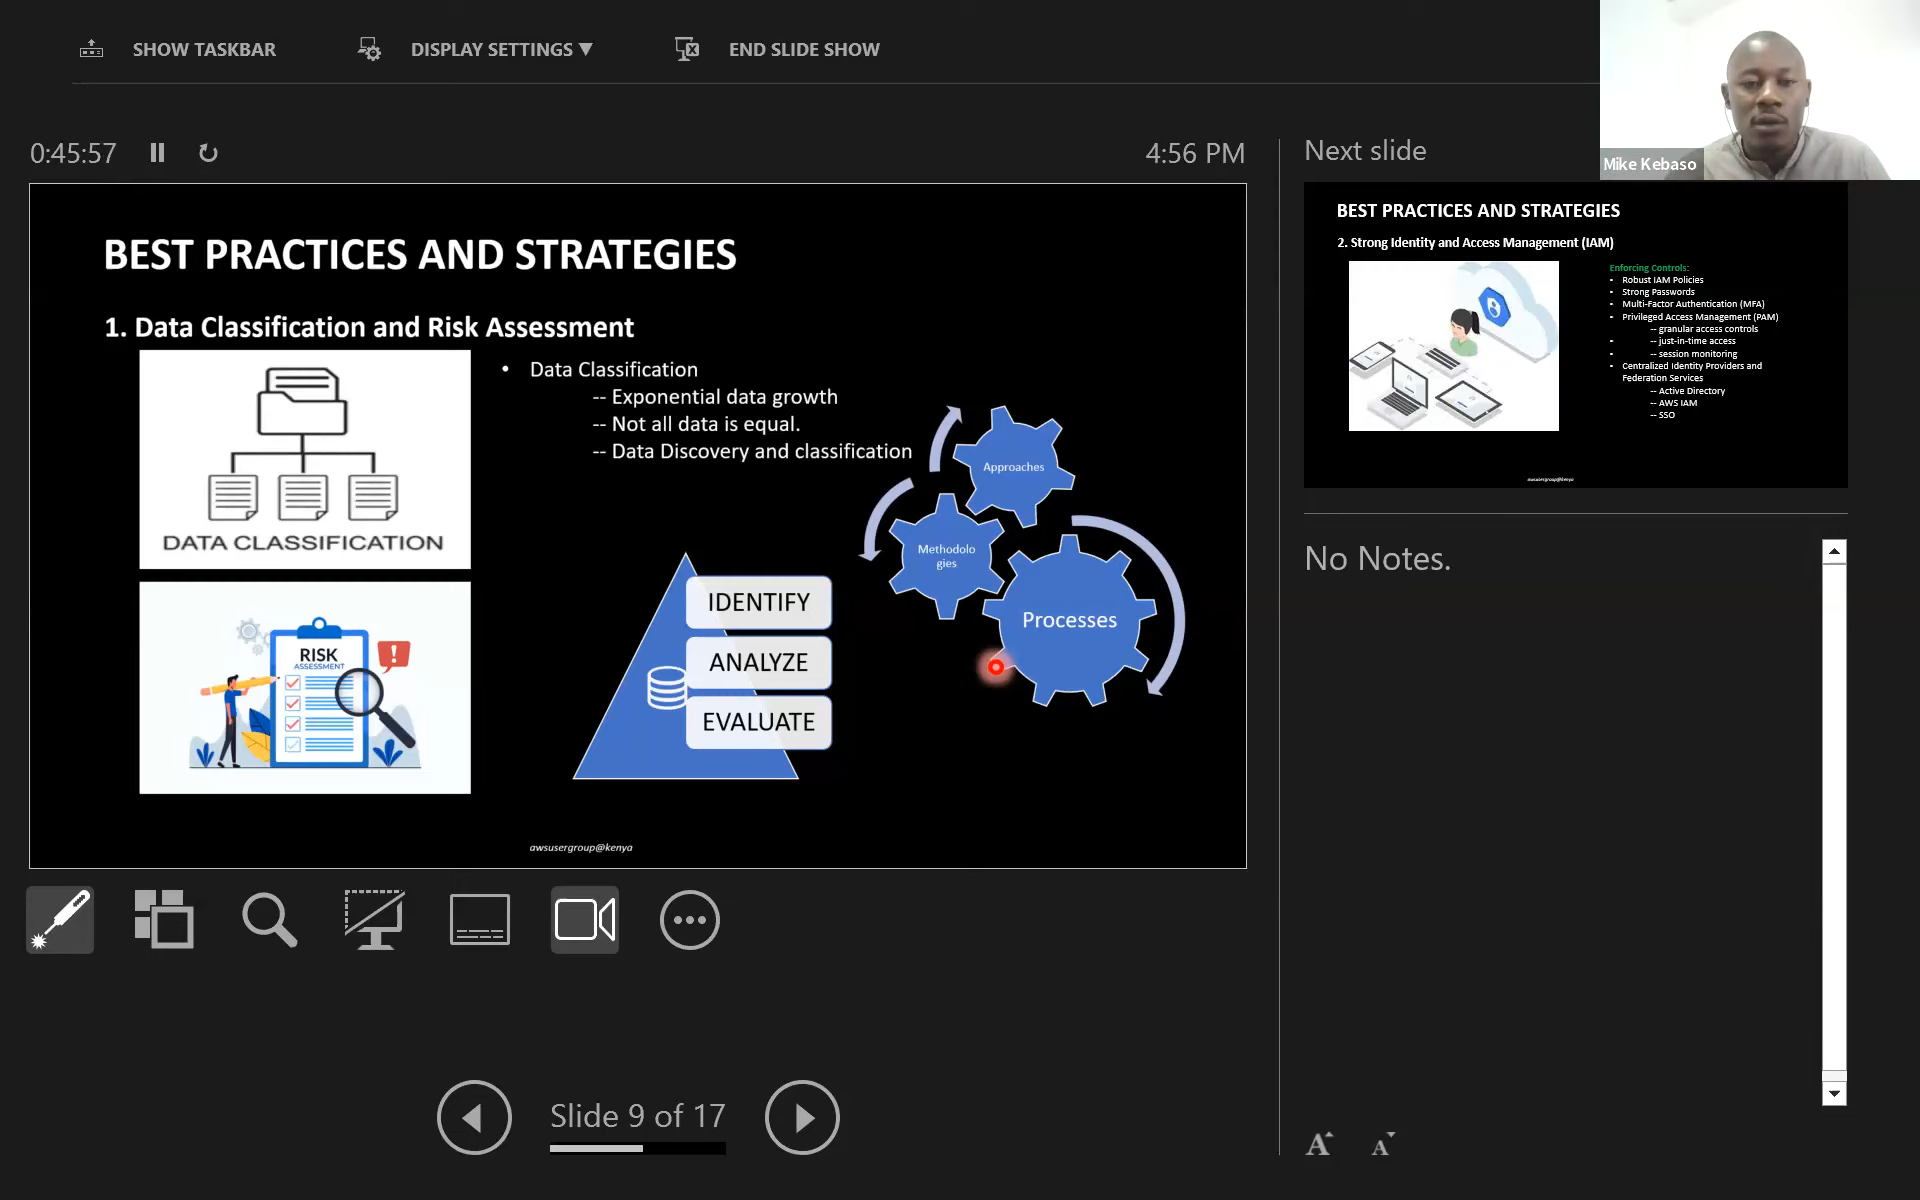 SHOW TASKBAR
DISPLAY SETTINGS ▼
END SLIDE SHOW
Mike Kebaso
0:45:57
4:56 PM
BEST PRACTICES AND STRATEGIES
1. Data Classification and Risk Assessment
DATA CLASSIFICATION
• Data Classification
-- Exponential data growth
-- Not all data is equal.
-- Data Discovery and classification
RISK
ASSESSMENT
IDENTIFY
ANALYZE
EVALUATE
Approaches
Methodolo
gies
Processes
awsusergroup@kenya
Slide 9 of 17
Next slide
BEST PRACTICES AND STRATEGIES
2. Strong Identity and Access Management (IAM)
Enforcing Controls:
• Robust IAM Policies
• Strong Passwords
• Multi-Factor Authentication (MFA)
• Privileged Access Management (PAM)
-- granular access controls
• -- just-in-time access
• -- session monitoring
• Centralized Identity Providers and
Federation Services
-- Active Directory
-- AWS IAM
-- SSO
awsusergroup@kenya
No Notes.
A A